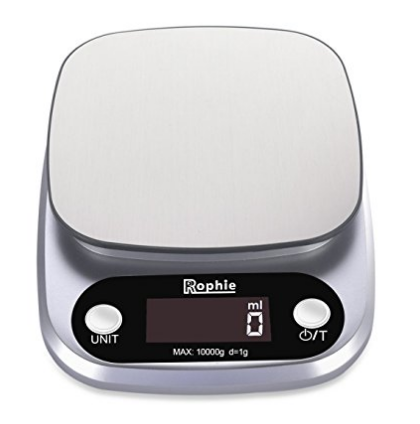 Rophie
ml
0
UNIT
⏻/T
MAX: 10000g d=1g